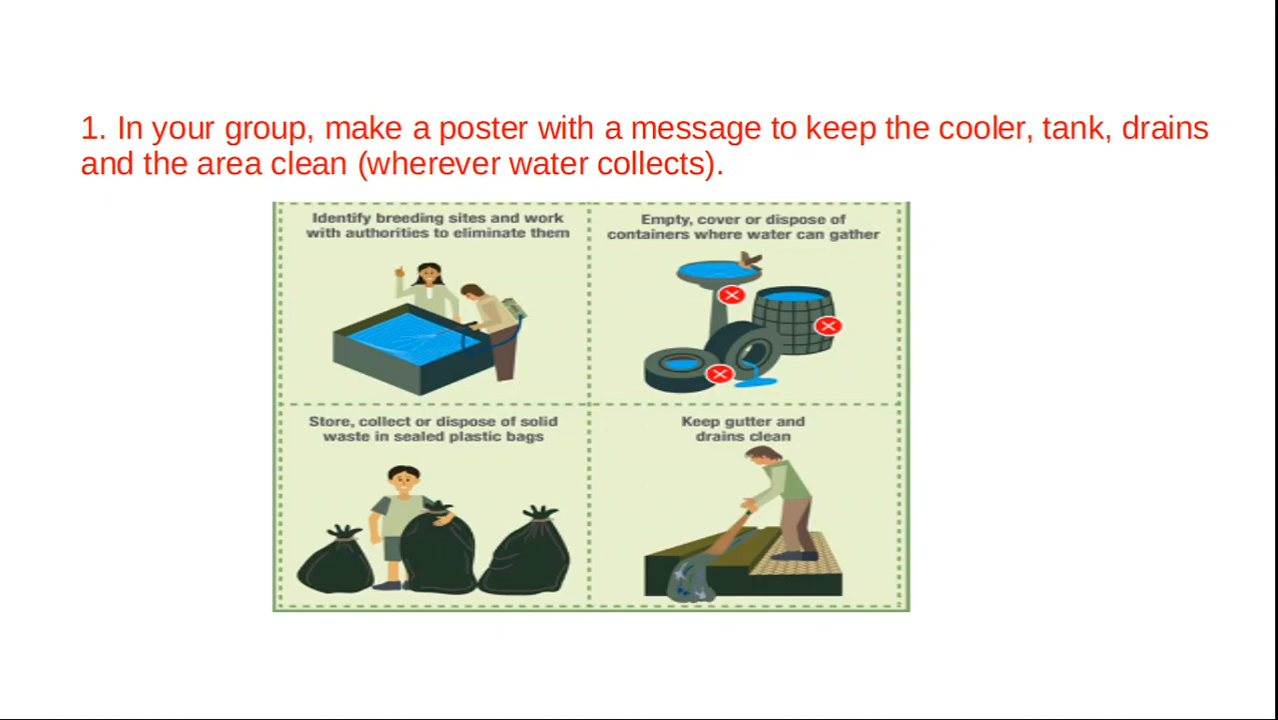 1. In your group, make a poster with a message to keep the cooler, tank, drains
and the area clean (wherever water collects).
Identify breeding sites and work
with authorities to eliminate them
Empty, cover or dispose of
containers where water can gather
Store, collect or dispose of solid
waste in sealed plastic bags
Keep gutter and
drains clean